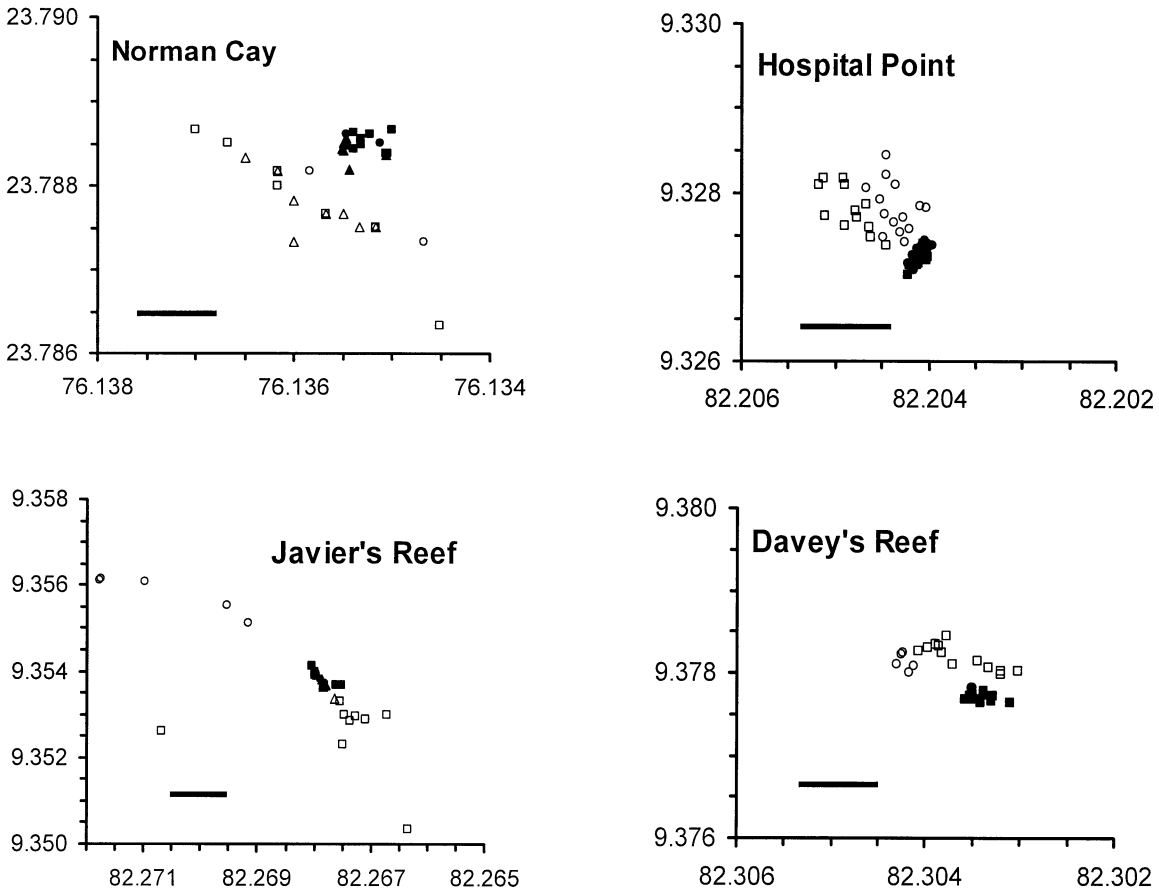 23.790
Norman Cay
23.788
23.786
76.138 76.136 76.134
9.330
Hospital Point
9.328
9.326
82.206 82.204 82.202
9.358
Javier's Reef
9.356
9.354
9.352
9.350
82.271 82.269 82.267 82.265
9.380
Davey's Reef
9.378
9.376
82.306 82.304 82.302